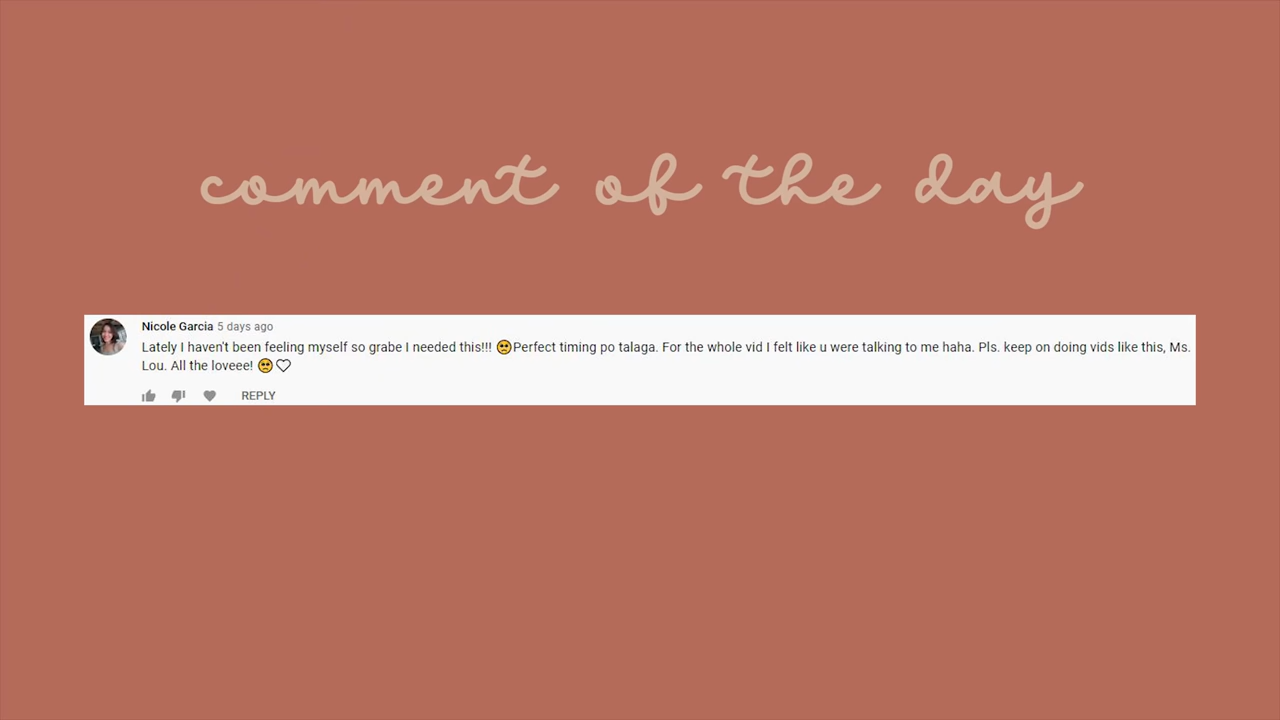 comment of the day
Nicole Garcia 5 days ago
Lately I haven't been feeling myself so grabe I needed this!!! 🥺Perfect timing po talaga. For the whole vid I felt like u were talking to me haha. Pls. keep on doing vids like this, Ms.
Lou. All the loveee! 🥺🤍
REPLY